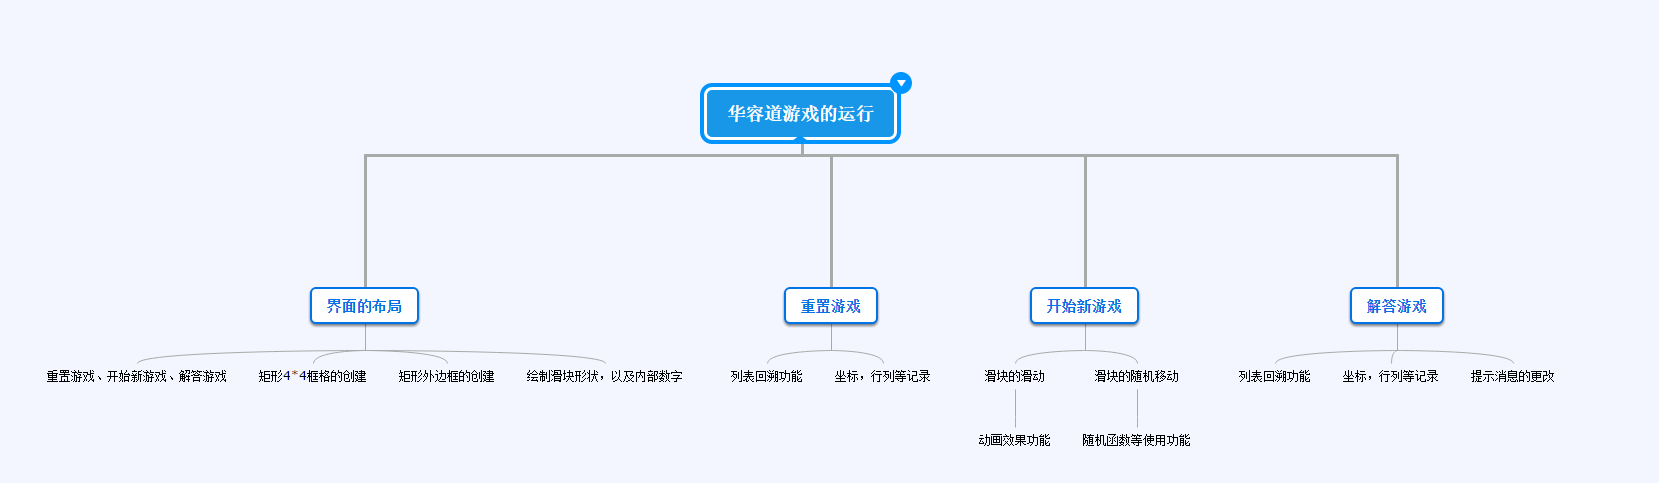 华容道游戏的运行
界面的布局
重置游戏
开始新游戏
解答游戏
重置游戏、开始新游戏、解答游戏
矩形4*4框格的创建
矩形外边框的创建
绘制滑块形状，以及内部数字
列表回溯功能
坐标，行列等记录
滑块的滑动
滑块的随机移动
列表回溯功能
坐标，行列等记录
提示消息的更改
动画效果功能
随机函数等使用功能